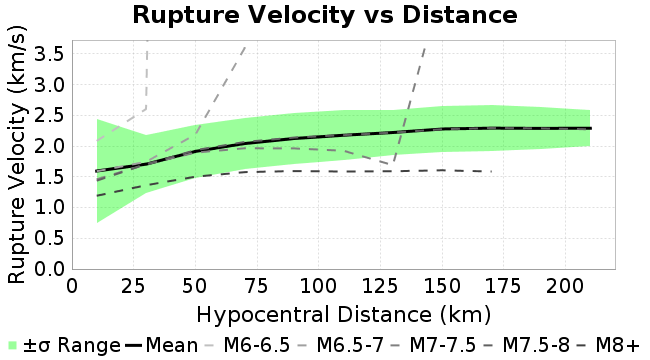 Rupture Velocity vs Distance
Rupture Velocity (km/s)
3.5
3.0
2.5
2.0
1.5
1.0
0.5
0.0
0 25 50 75 100 125 150 175 200
Hypocentral Distance (km)
±σ Range Mean M6-6.5 M6.5-7 M7-7.5 M7.5-8 M8+